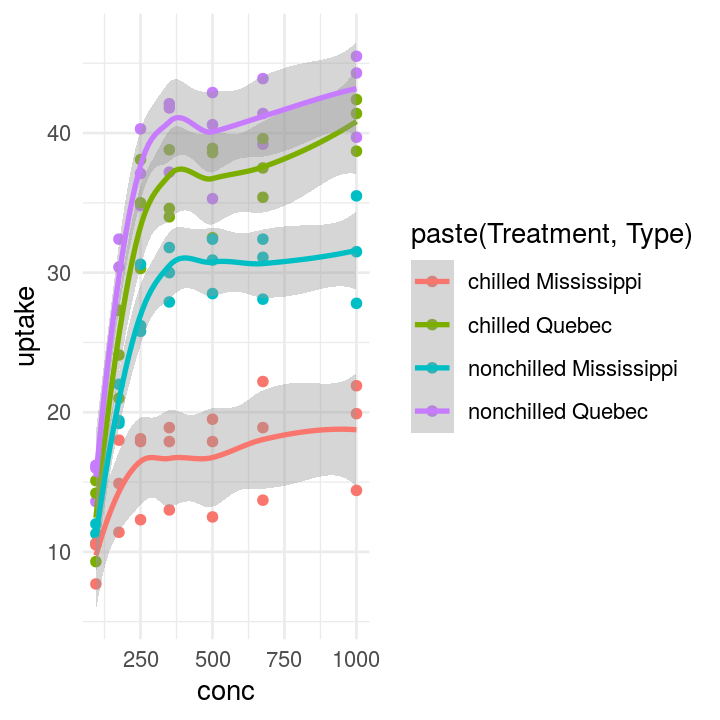 40
30
20
10
uptake
250 500 750 1000
conc
paste(Treatment, Type)
chilled Mississippi
chilled Quebec
nonchilled Mississippi
nonchilled Quebec